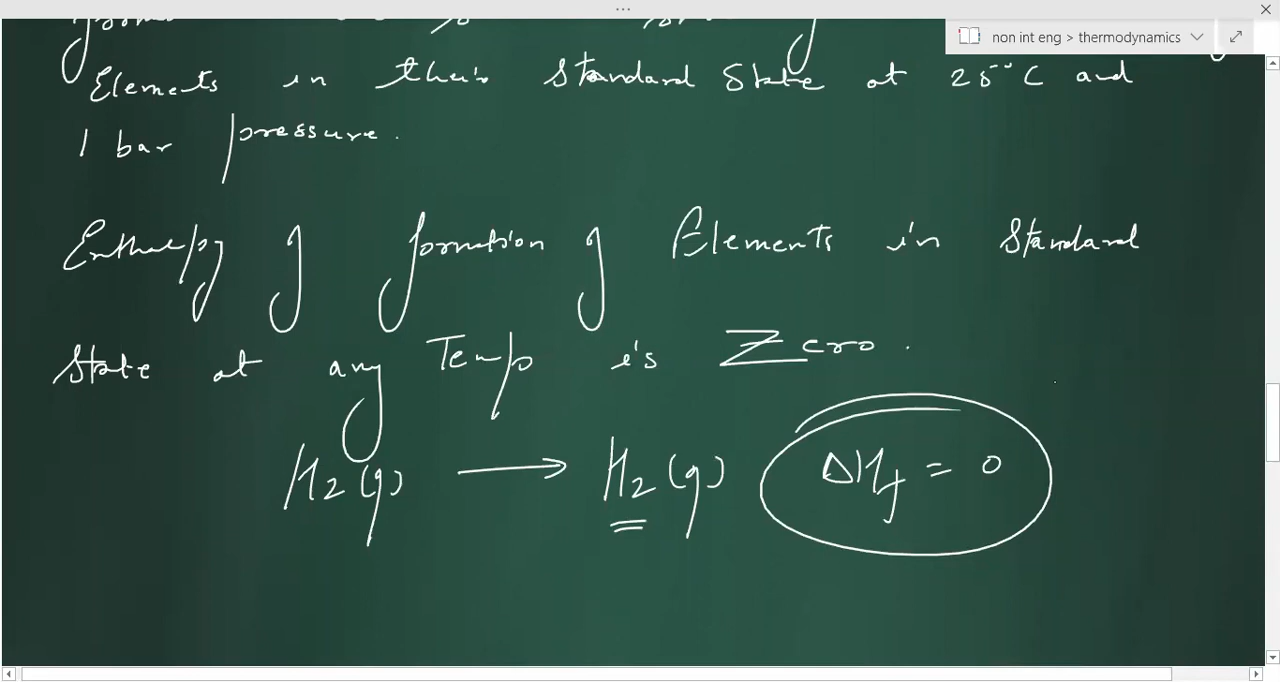 non int eng > thermodynamics
Elements in their Standard State at 25°C and
1 bar pressure.
Enthalpy of formation of Elements in Standard
State at any Temp is Zero.
H2(g) → H2(g) ΔHf = 0